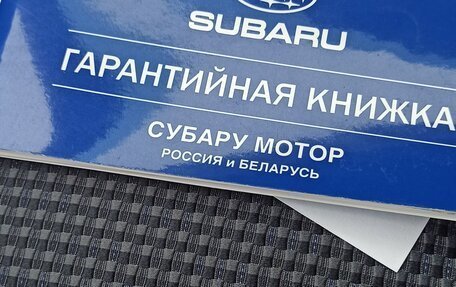 SUBARU
ГАРАНТИЙНАЯ КНИЖКА
СУБАРУ МОТОР
РОССИЯ и БЕЛАРУСЬ